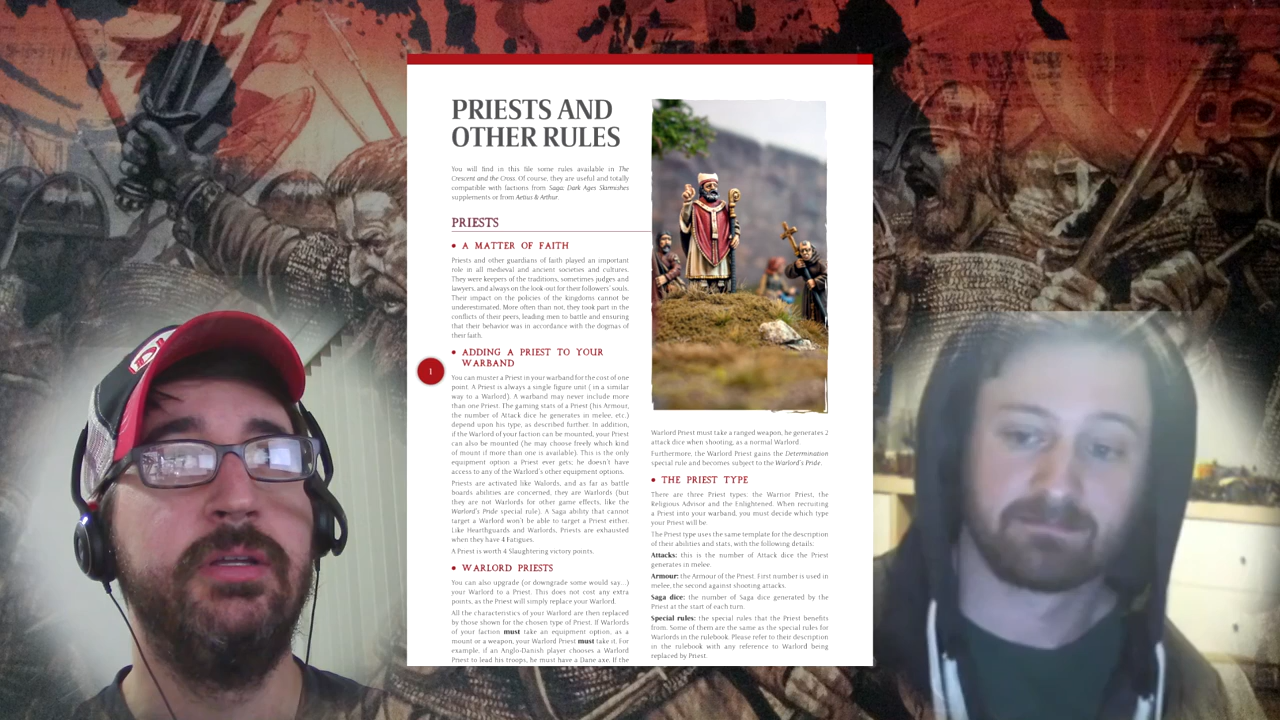 PRIESTS AND
OTHER RULES
You will find in this file some rules available in The
Crescent and the Cross. Of course, they are useful and totally
compatible with factions from Saga: Dark Ages Skirmishes
supplements or from Aetius & Arthur.
PRIESTS
• A MATTER OF FAITH
Priests and other guardians of faith played an important
role in all medieval and ancient societies and cultures.
They were keepers of the traditions, sometimes judges and
lawyers, and always on the look-out for their followers' souls.
Their impact on the policies of the kingdoms cannot be
underestimated. More often than not, they took part in the
conflicts of their peers, leading men to battle and ensuring
that their behavior was in accordance with the dogmas of
their faith.
• ADDING A PRIEST TO YOUR
WARBAND
1
You can muster a Priest in your warband for the cost of one
point. A Priest is always a single figure unit ( in a similar
way to a Warlord). A warband may never include more
than one Priest. The gaming stats of a Priest (his Armour,
the number of Attack dice he generates in melee, etc.)
depend upon his type, as described further. In addition,
if the Warlord of your faction can be mounted, your Priest
can also be mounted (he may choose freely which kind
of mount if more than one is available). This is the only
equipment option a Priest ever gets; he doesn't have
access to any of the Warlord's other equipment options.
Priests are activated like Walords, and as far as battle
boards abilities are concerned, they are Warlords (but
they are not Warlords for other game effects, like the
Warlord's Pride special rule). A Saga ability that cannot
target a Warlord won't be able to target a Priest either.
Like Hearthguards and Warlords, Priests are exhausted
when they have 4 Fatigues.
A Priest is worth 4 Slaughtering victory points.
• WARLORD PRIESTS
You can also upgrade (or downgrade some would say...)
your Warlord to a Priest. This does not cost any extra
points, as the Priest will simply replace your Warlord.
All the characteristics of your Warlord are then replaced
by those shown for the chosen type of Priest. If Warlords
of your faction must take an equipment option, as a
mount or a weapon, your Warlord Priest must take it. For
example, if an Anglo-Danish player chooses a Warlord
Priest to lead his troops, he must have a Dane axe. If the
Warlord Priest must take a ranged weapon, he generates 2
attack dice when shooting, as a normal Warlord.
Furthermore, the Warlord Priest gains the Determination
special rule and becomes subject to the Warlord's Pride.
• THE PRIEST TYPE
There are three Priest types, the Warrior Priest, the
Religious Advisor and the Enlightened. When recruiting
a Priest into your warband, you must decide which type
your Priest will be.
The Priest type uses the same template for the description
of their abilities and stats, with the following details:
Attacks: this is the number of Attack dice the Priest
generates in melee.
Armour: the Armour of the Priest. First number is used in
melee, the second against shooting attacks.
Saga dice: the number of Saga dice generated by the
Priest at the start of each turn.
Special rules: the special rules that the Priest benefits
from. Some of them are the same as the special rules for
Warlords in the rulebook. Please refer to their description
in the rulebook with any reference to Warlord being
replaced by Priest.